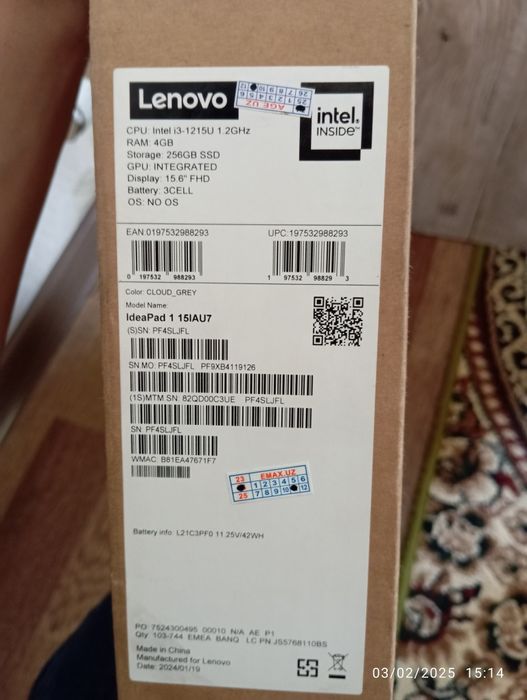 Lenovo
intel.
INSIDE™
AGE.UZ
CPU: Intel i3-1215U 1.2GHz
RAM: 4GB
Storage: 256GB SSD
GPU: INTEGRATED
Display: 15.6" FHD
Battery: 3CELL
OS: NO OS
EAN:0197532988293
UPC:197532988293
0 197532 988293
1 97532 98829 3
Color: CLOUD_GREY
Model Name:
IdeaPad 1 15IAU7
(S)SN: PF4SLJFL
SN.MO: PF4SLJFL PF9XB4119126
(1S)MTM SN: 82QD00C3UE PF4SLJFL
SN: PF4SLJFL
WMAC: B81EA47671F7
23 EMAX.UZ
1 2 3 4 5 6
25 7 8 9 10 12
Battery info: L21C3PF0 11.25V/42WH
PO: 7524300495 00010 N/A AE P1
Qty: 103-744 EMEA BANQ LC PN JS5768110BS
Made in China
Manufactured for Lenovo
Date: 2024/01/19
03/02/2025 15:14